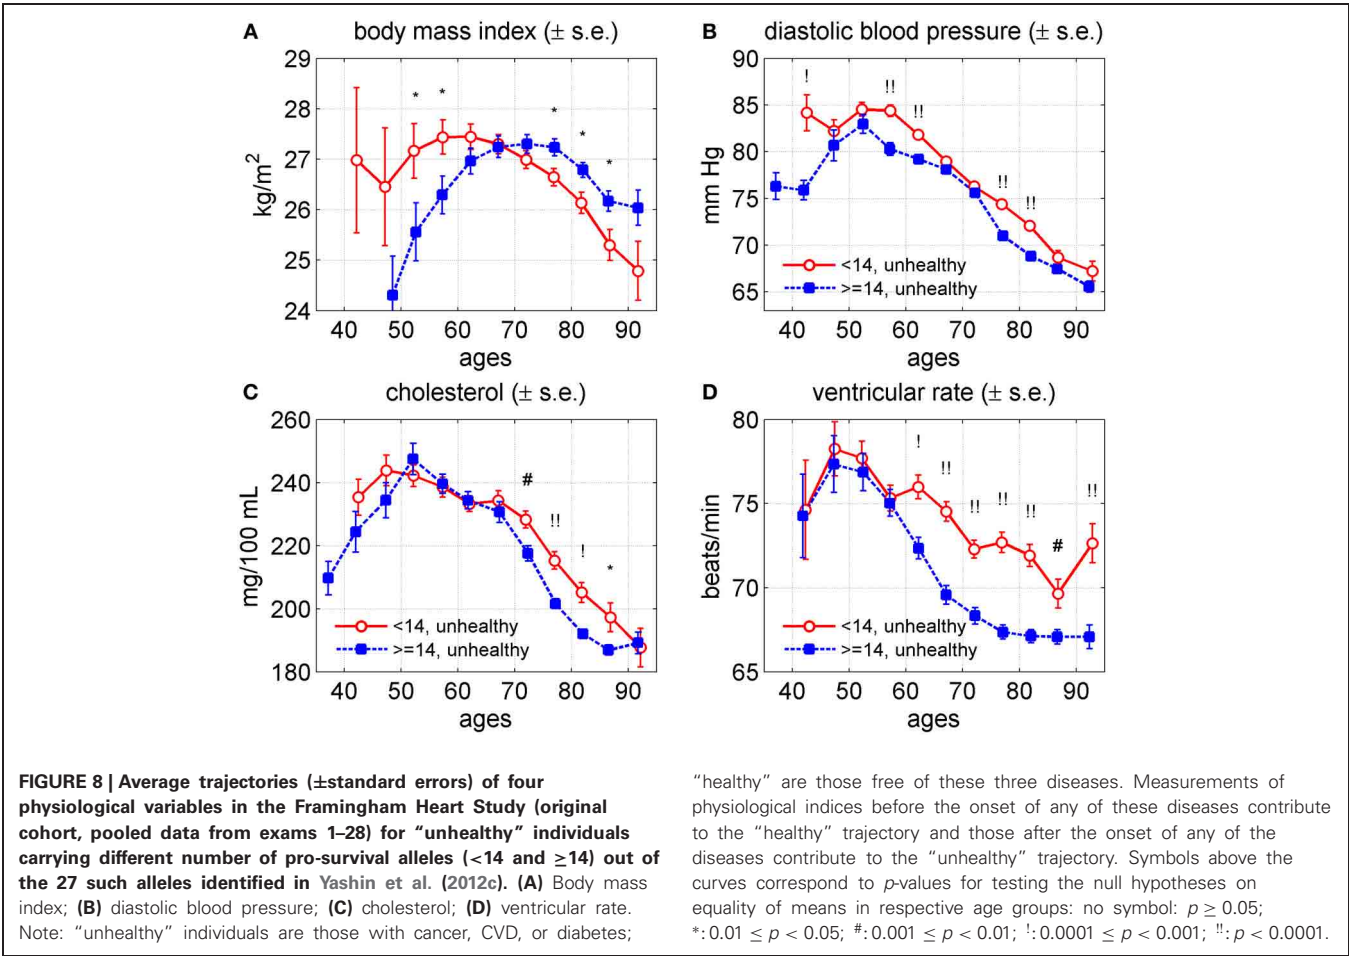 A body mass index (± s.e.)
29
28
27
26
25
24
kg/m²
* * * * *
40 50 60 70 80 90
ages
B diastolic blood pressure (± s.e.)
90
85
80
75
70
65
mm Hg
! !! !! !! !!
<14, unhealthy
>=14, unhealthy
40 50 60 70 80 90
ages
C cholesterol (± s.e.)
260
240
220
200
180
mg/100 mL
# !! ! *
<14, unhealthy
>=14, unhealthy
40 50 60 70 80 90
ages
D ventricular rate (± s.e.)
80
75
70
65
beats/min
! !! !! !! !! # !!
<14, unhealthy
>=14, unhealthy
40 50 60 70 80 90
ages
FIGURE 8 | Average trajectories (±standard errors) of four
physiological variables in the Framingham Heart Study (original
cohort, pooled data from exams 1–28) for “unhealthy” individuals
carrying different number of pro-survival alleles (<14 and ≥14) out of
the 27 such alleles identified in Yashin et al. (2012c). (A) Body mass
index; (B) diastolic blood pressure; (C) cholesterol; (D) ventricular rate.
Note: “unhealthy” individuals are those with cancer, CVD, or diabetes;
“healthy” are those free of these three diseases. Measurements of
physiological indices before the onset of any of these diseases contribute
to the “healthy” trajectory and those after the onset of any of the
diseases contribute to the “unhealthy” trajectory. Symbols above the
curves correspond to p-values for testing the null hypotheses on
equality of means in respective age groups: no symbol: p ≥ 0.05;
*: 0.01 ≤ p < 0.05; #: 0.001 ≤ p < 0.01; !: 0.0001 ≤ p < 0.001; !!: p < 0.0001.